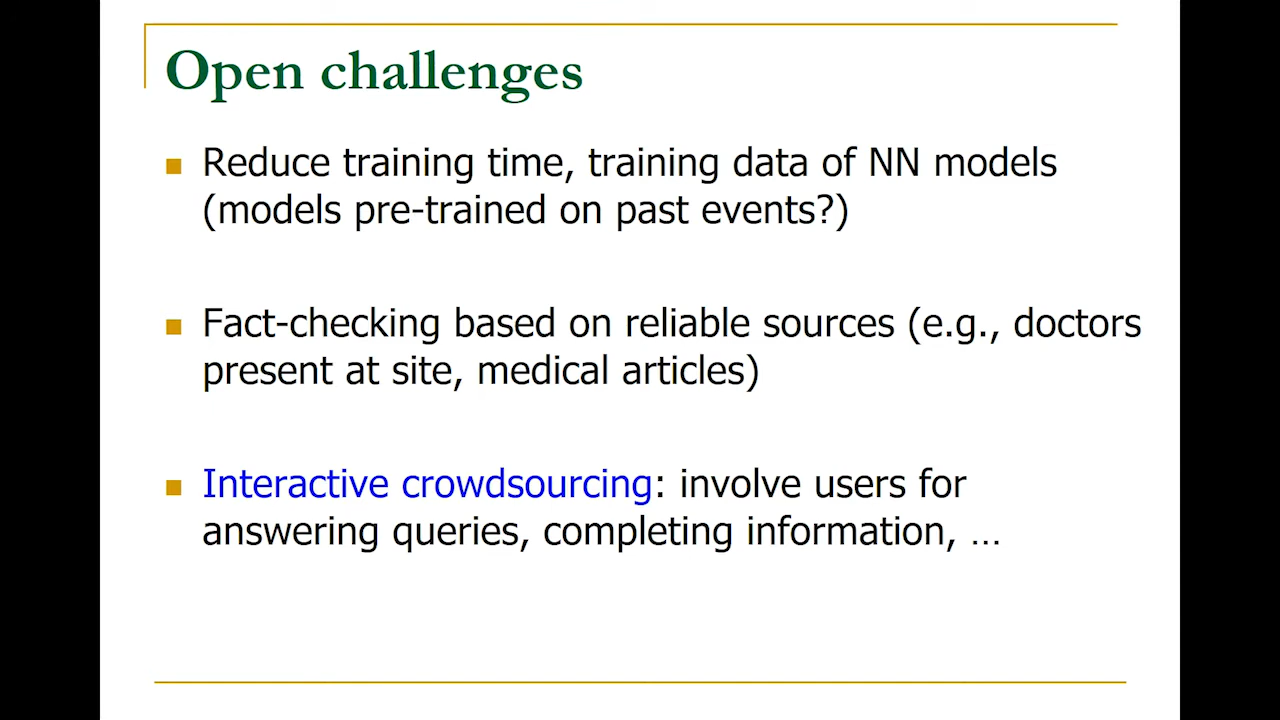 Open challenges
Reduce training time, training data of NN models
(models pre-trained on past events?)
Fact-checking based on reliable sources (e.g., doctors
present at site, medical articles)
Interactive crowdsourcing: involve users for
answering queries, completing information, ...